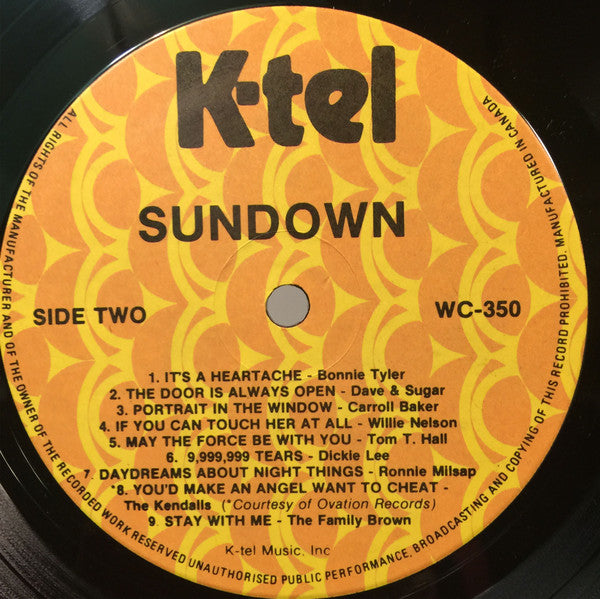 K-tel
SUNDOWN
SIDE TWO
WC-350
1. IT'S A HEARTACHE - Bonnie Tyler
2. THE DOOR IS ALWAYS OPEN - Dave & Sugar
3. PORTRAIT IN THE WINDOW - Carroll Baker
4. IF YOU CAN TOUCH HER AT ALL - Willie Nelson
5. MAY THE FORCE BE WITH YOU - Tom T. Hall
6. 9,999,999 TEARS - Dickie Lee
7. DAYDREAMS ABOUT NIGHT THINGS - Ronnie Milsap
*8. YOU'D MAKE AN ANGEL WANT TO CHEAT -
The Kendalls (*Courtesy of Ovation Records)
9. STAY WITH ME - The Family Brown
K-tel Music, Inc
ALL RIGHTS OF THE MANUFACTURER AND OF THE OWNER OF THE RECORDED WORK RESERVED UNAUTHORISED PUBLIC PERFORMANCE, BROADCASTING AND COPYING OF THIS RECORD PROHIBITED. MANUFACTURED IN CANADA